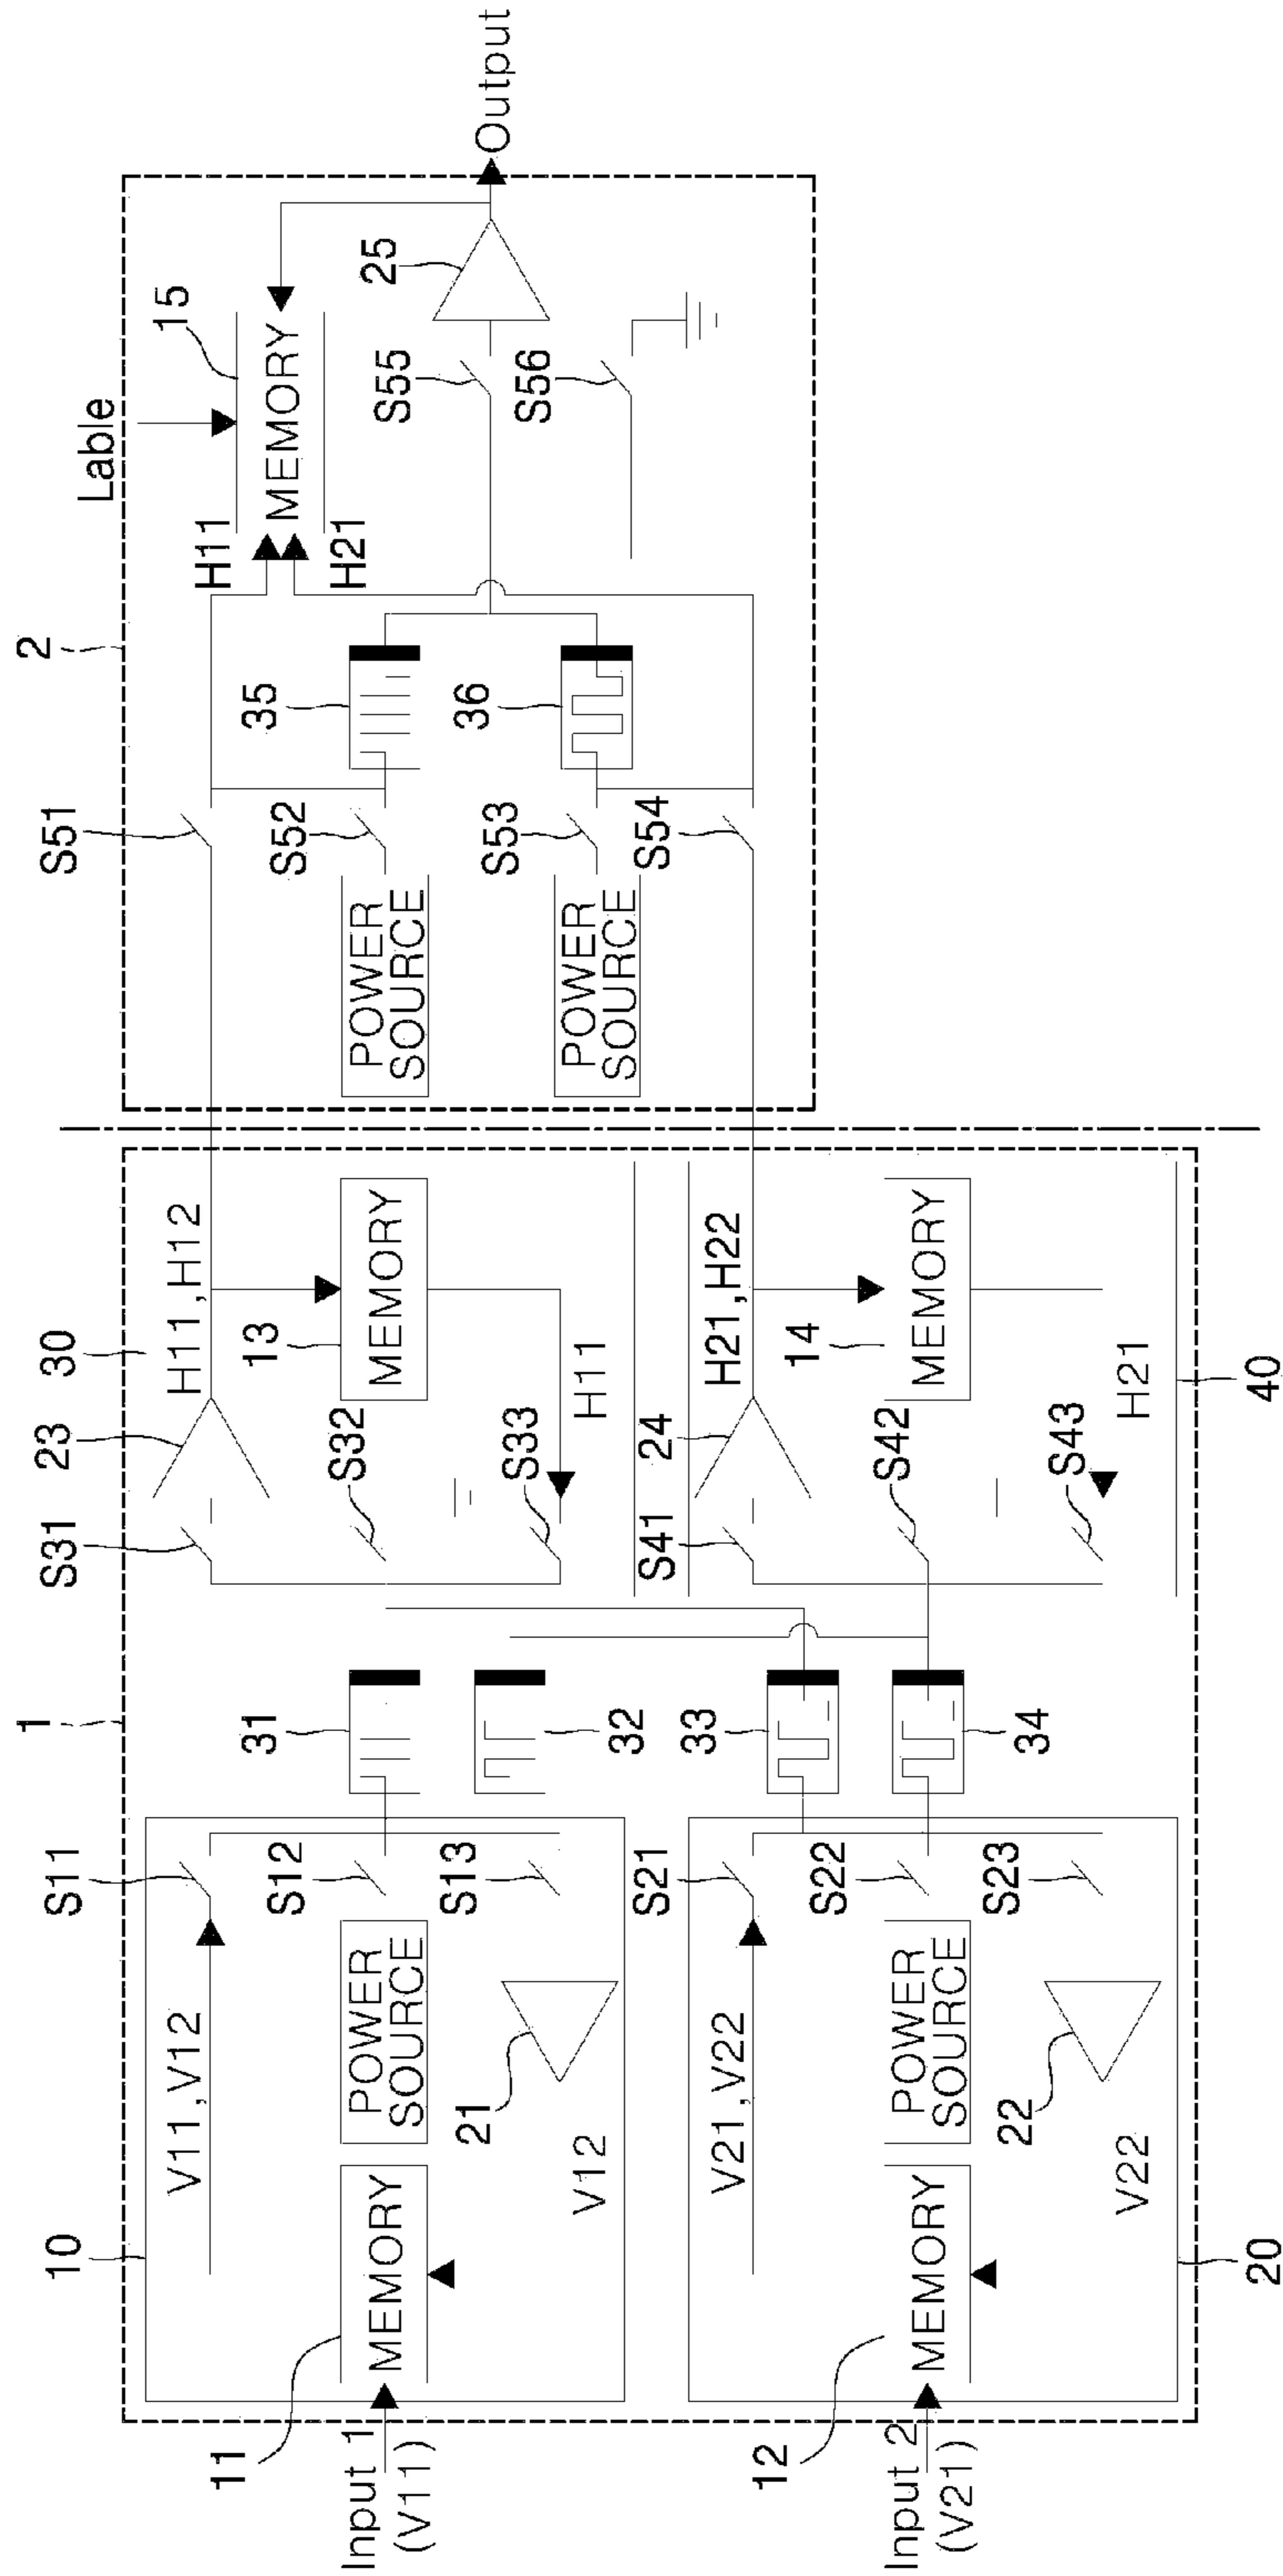 1
2
10
S11
S31
23
30
S51
Lable
V11,V12
H11,H12
H11
15
11
Input 1
(V11)
MEMORY
POWER
SOURCE
S12
31
S32
13
MEMORY
POWER
SOURCE
S52
35
MEMORY
H21
V12
21
S13
32
S33
H11
S55
25
Output
V21,V22
S21
33
S41
24
H21,H22
POWER
SOURCE
S53
36
S56
12
Input 2
(V21)
MEMORY
POWER
SOURCE
S22
34
S42
14
MEMORY
S54
V22
22
S23
S43
H21
20
40